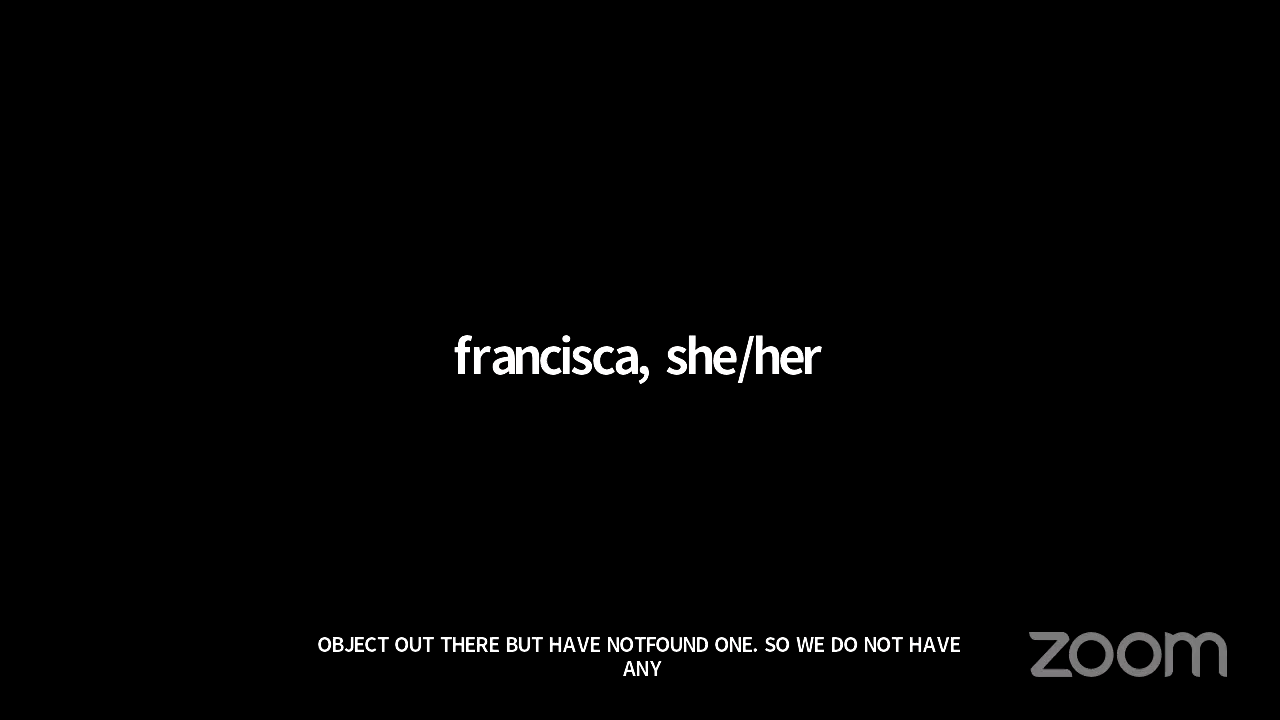 francisca, she/her
OBJECT OUT THERE BUT HAVE NOTFOUND ONE. SO WE DO NOT HAVE
ANY
zoom